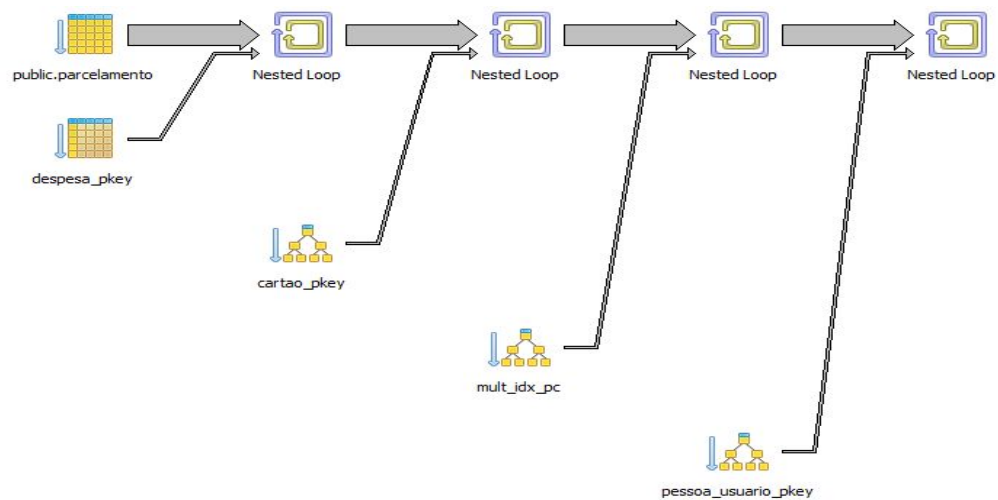 public.parcelamento
Nested Loop
Nested Loop
Nested Loop
Nested Loop
despesa_pkey
cartao_pkey
mult_idx_pc
pessoa_usuario_pkey